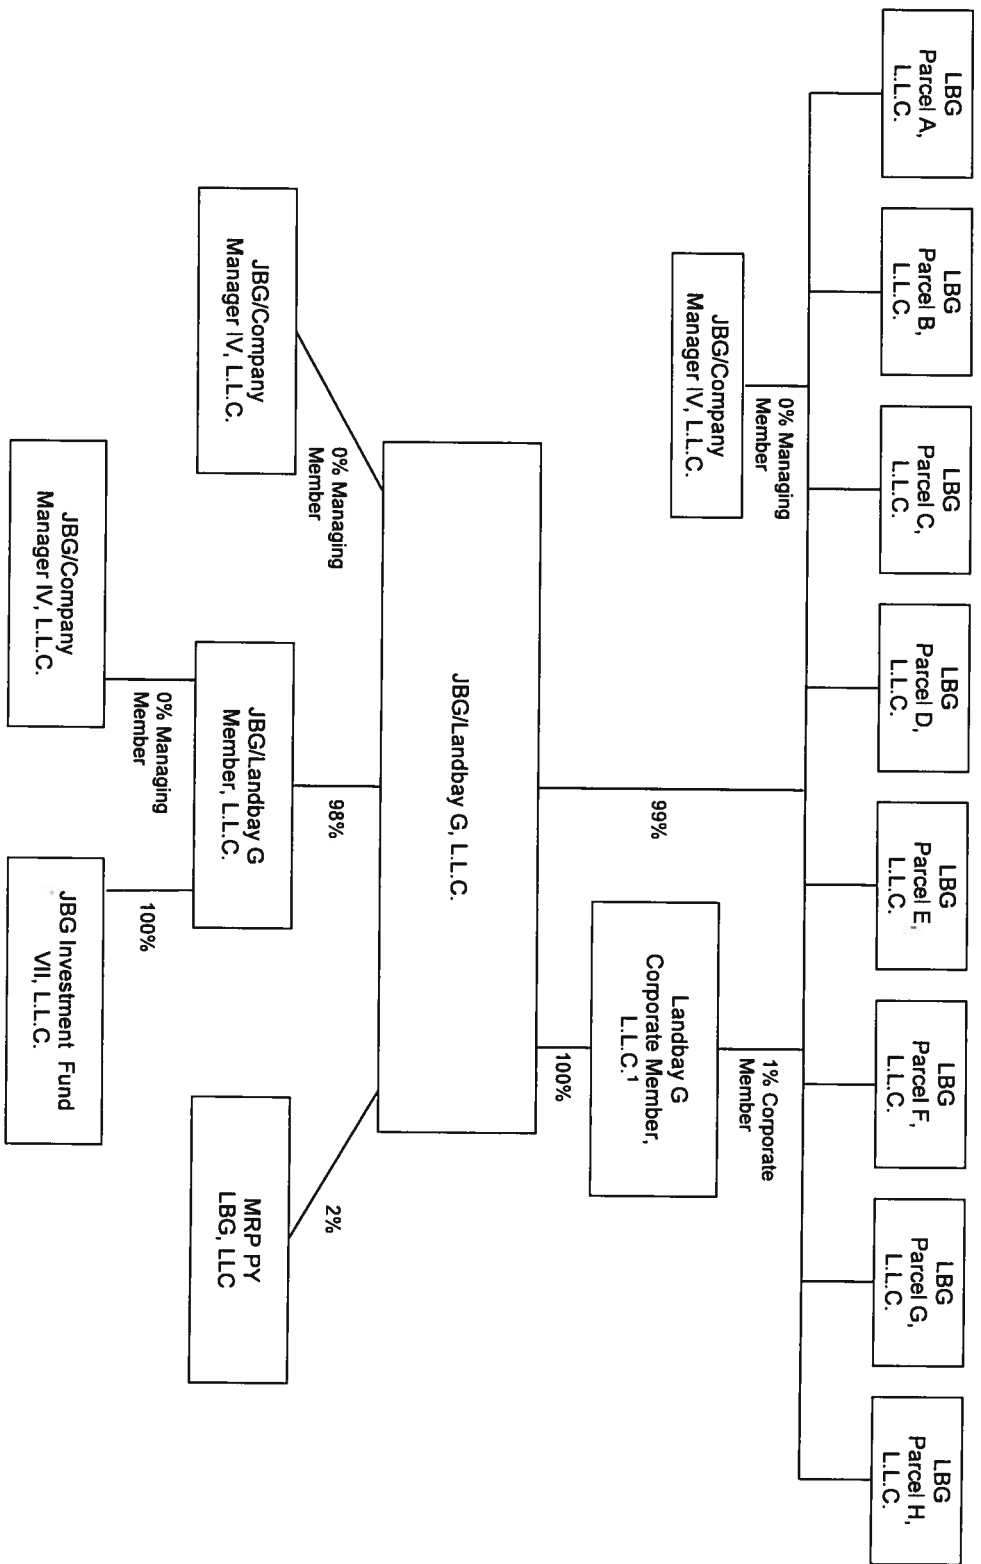 LBG
Parcel A,
L.L.C.
LBG
Parcel B,
L.L.C.
LBG
Parcel C,
L.L.C.
LBG
Parcel D,
L.L.C.
LBG
Parcel E,
L.L.C.
LBG
Parcel F,
L.L.C.
LBG
Parcel G,
L.L.C.
LBG
Parcel H,
L.L.C.
0% Managing
Member
JBG/Company
Manager IV, L.L.C.
99%
1% Corporate
Member
Landbay G
Corporate Member,
L.L.C.¹
100%
JBG/Landbay G, L.L.C.
0% Managing
Member
JBG/Company
Manager IV, L.L.C.
98%
2%
JBG/Landbay G
Member, L.L.C.
MRP PY
LBG, LLC
0% Managing
Member
100%
JBG/Company
Manager IV, L.L.C.
JBG Investment Fund
VII, L.L.C.